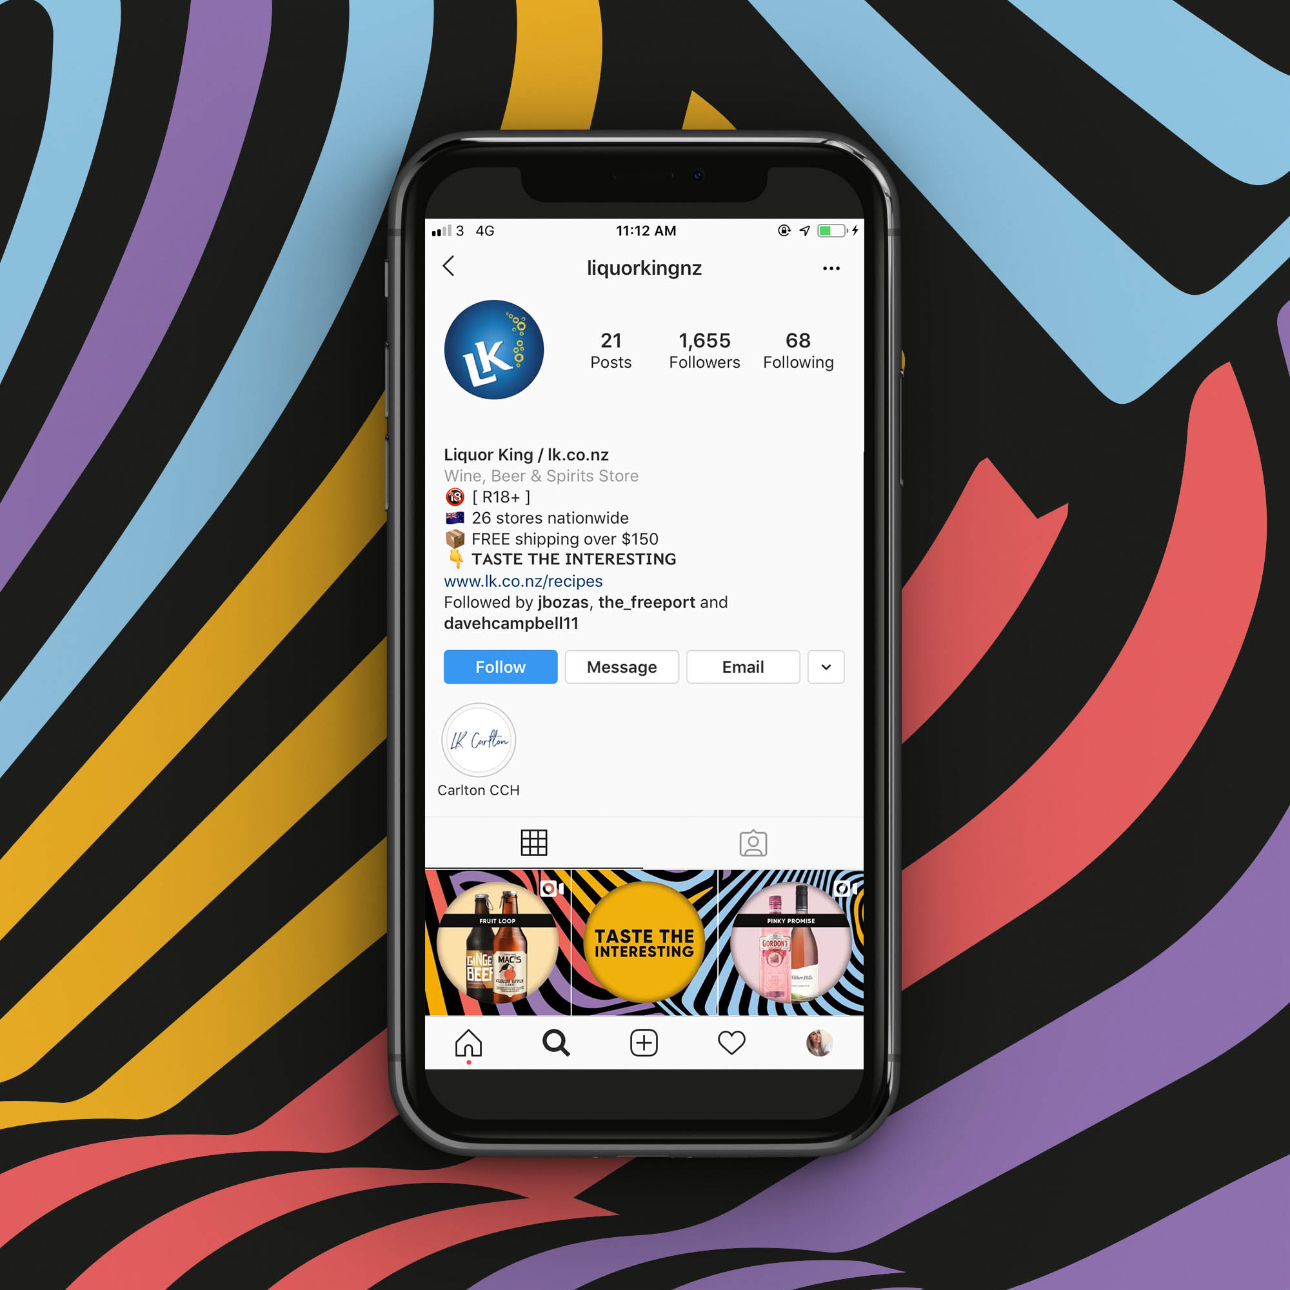 3 4G 11:12 AM
liquorkingnz
LK
21 1,655 68
Posts Followers Following
Liquor King / lk.co.nz
Wine, Beer & Spirits Store
🔞 [ R18+ ]
🇳🇿 26 stores nationwide
📦 FREE shipping over $150
👇 TASTE THE INTERESTING
www.lk.co.nz/recipes
Followed by jbozas, the_freeport and
davehcampbell11
Follow Message Email
LK Carlton
Carlton CCH
FRUIT LOOP
GINGER
BEER
MAC'S
TASTE THE
INTERESTING
PINKY PROMISE
GORDON'S